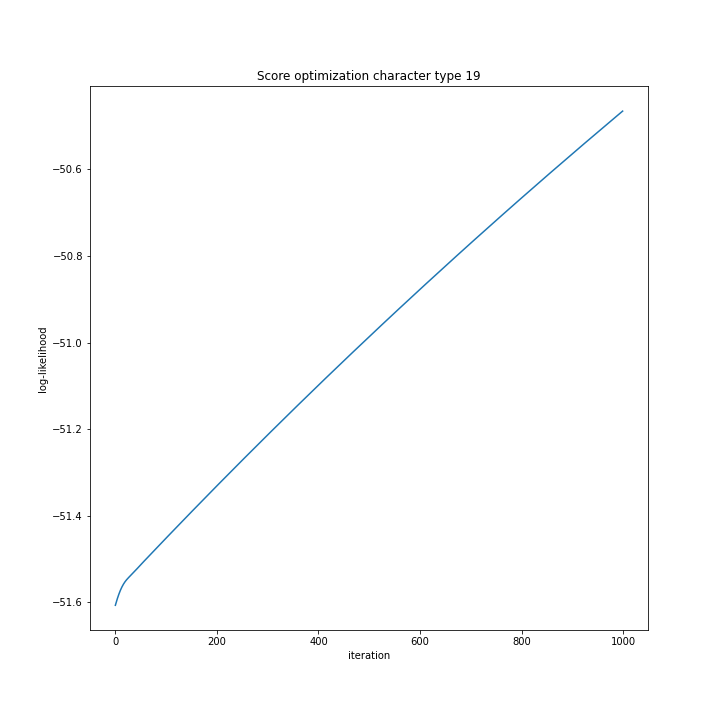 Score optimization character type 19
−50.6
−50.8
−51.0
−51.2
−51.4
−51.6
log-likelihood
0 200 400 600 800 1000
iteration